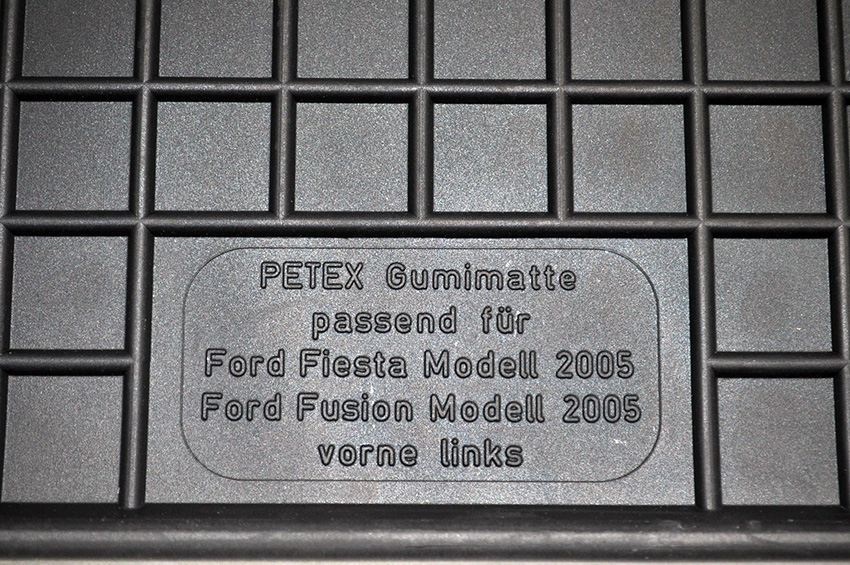 PETEX Gumimatte
passend für
Ford Fiesta Modell 2005
Ford Fusion Modell 2005
vorne links